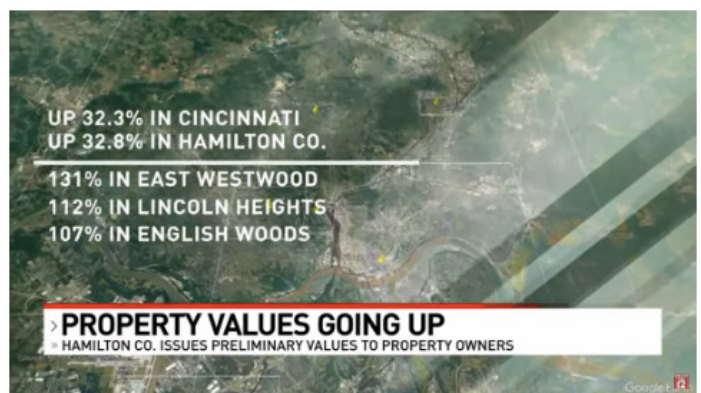 UP 32.3% IN CINCINNATI
UP 32.8% IN HAMILTON CO.
131% IN EAST WESTWOOD
112% IN LINCOLN HEIGHTS
107% IN ENGLISH WOODS
PROPERTY VALUES GOING UP
HAMILTON CO. ISSUES PRELIMINARY VALUES TO PROPERTY OWNERS
Google
12